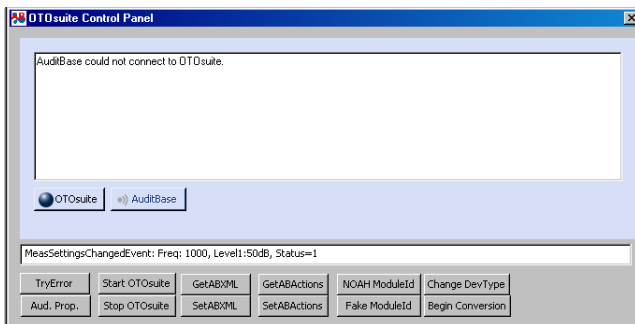 OTOsuite Control Panel
AuditBase could not connect to OTOsuite.
OTOsuite AuditBase
MeasSettingsChangedEvent: Freq: 1000, Level1:50dB, Status=1
TryError Start OTOsuite GetABXML GetABActions NOAH ModuleId Change DevType
Aud. Prop. Stop OTOsuite SetABXML SetABActions Fake ModuleId Begin Conversion